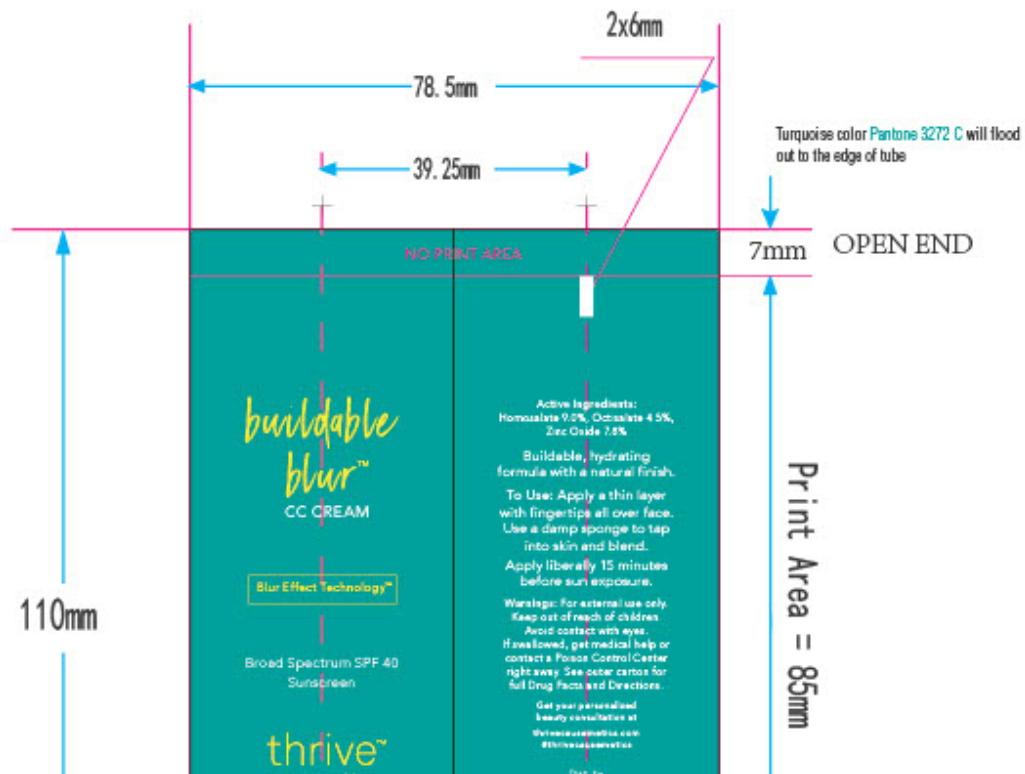 2x6mm
78.5mm
Turquoise color Pantone 3272 C will flood
out to the edge of tube
39.25mm
7mm
OPEN END
NO PRINT AREA
110mm
Print Area = 85mm
buildable
blur™
CC CREAM
Blur Effect Technology™
Broad Spectrum SPF 40
Sunscreen
thrive™
Active Ingredients:
Homosalate 9.0%, Octisalate 4.5%,
Zinc Oxide 7.8%
Buildable, hydrating
formula with a natural finish.
To Use: Apply a thin layer
with fingertips all over face.
Use a damp sponge to tap
into skin and blend.
Apply liberally 15 minutes
before sun exposure.
Warnings: For external use only.
Keep out of reach of children.
Avoid contact with eyes.
If swallowed, get medical help or
contact a Poison Control Center
right away. See outer carton for
full Drug Facts and Directions.
Get your personalized
beauty consultation at
thrivecausemetics.com
#thrivecausemetics